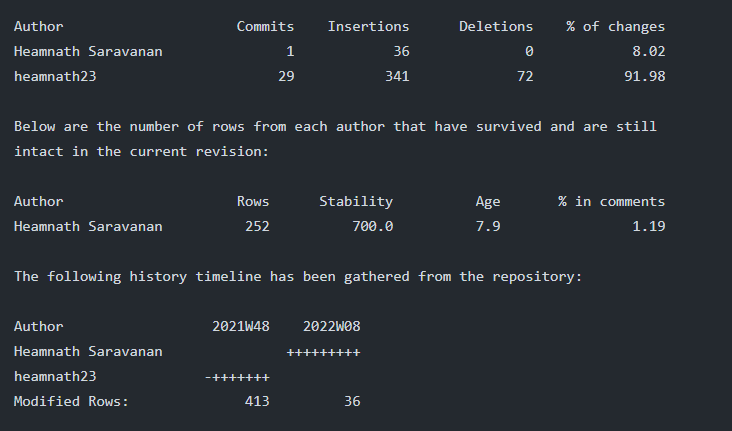 Author Commits Insertions Deletions % of changes
Heamnath Saravanan 1 36 0 8.02
heamnath23 29 341 72 91.98
Below are the number of rows from each author that have survived and are still
intact in the current revision:
Author Rows Stability Age % in comments
Heamnath Saravanan 252 700.0 7.9 1.19
The following history timeline has been gathered from the repository:
Author 2021W48 2022W08
Heamnath Saravanan +++++++++
heamnath23 -+++++++
Modified Rows: 413 36